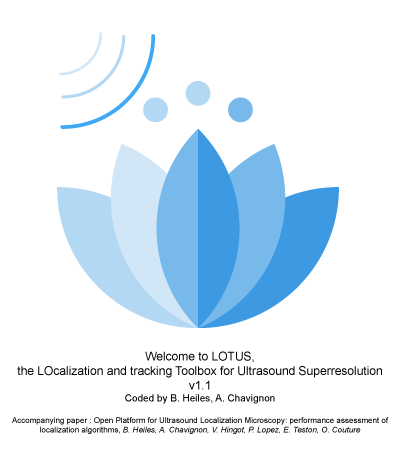 Welcome to LOTUS,
the LOcalization and tracking Toolbox for Ultrasound Superresolution
v1.1
Coded by B. Heiles, A. Chavignon
Accompanying paper : Open Platform for Ultrasound Localization Microscopy: performance assessment of
localization algorithms, B. Heiles, A. Chavignon, V. Hingot, P. Lopez, E. Teston, O. Couture